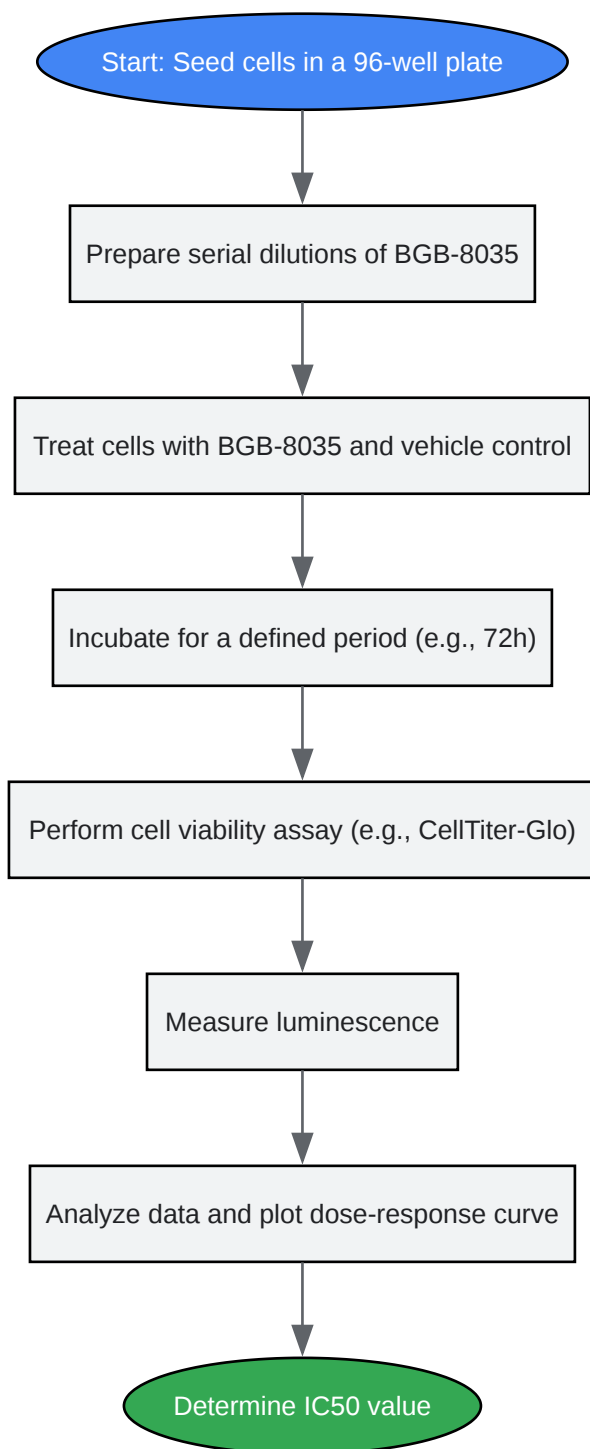 Start: Seed cells in a 96-well plate
Prepare serial dilutions of BGB-8035
Treat cells with BGB-8035 and vehicle control
Incubate for a defined period (e.g., 72h)
Perform cell viability assay (e.g., CellTiter-Glo)
Measure luminescence
Analyze data and plot dose-response curve
Determine IC50 value